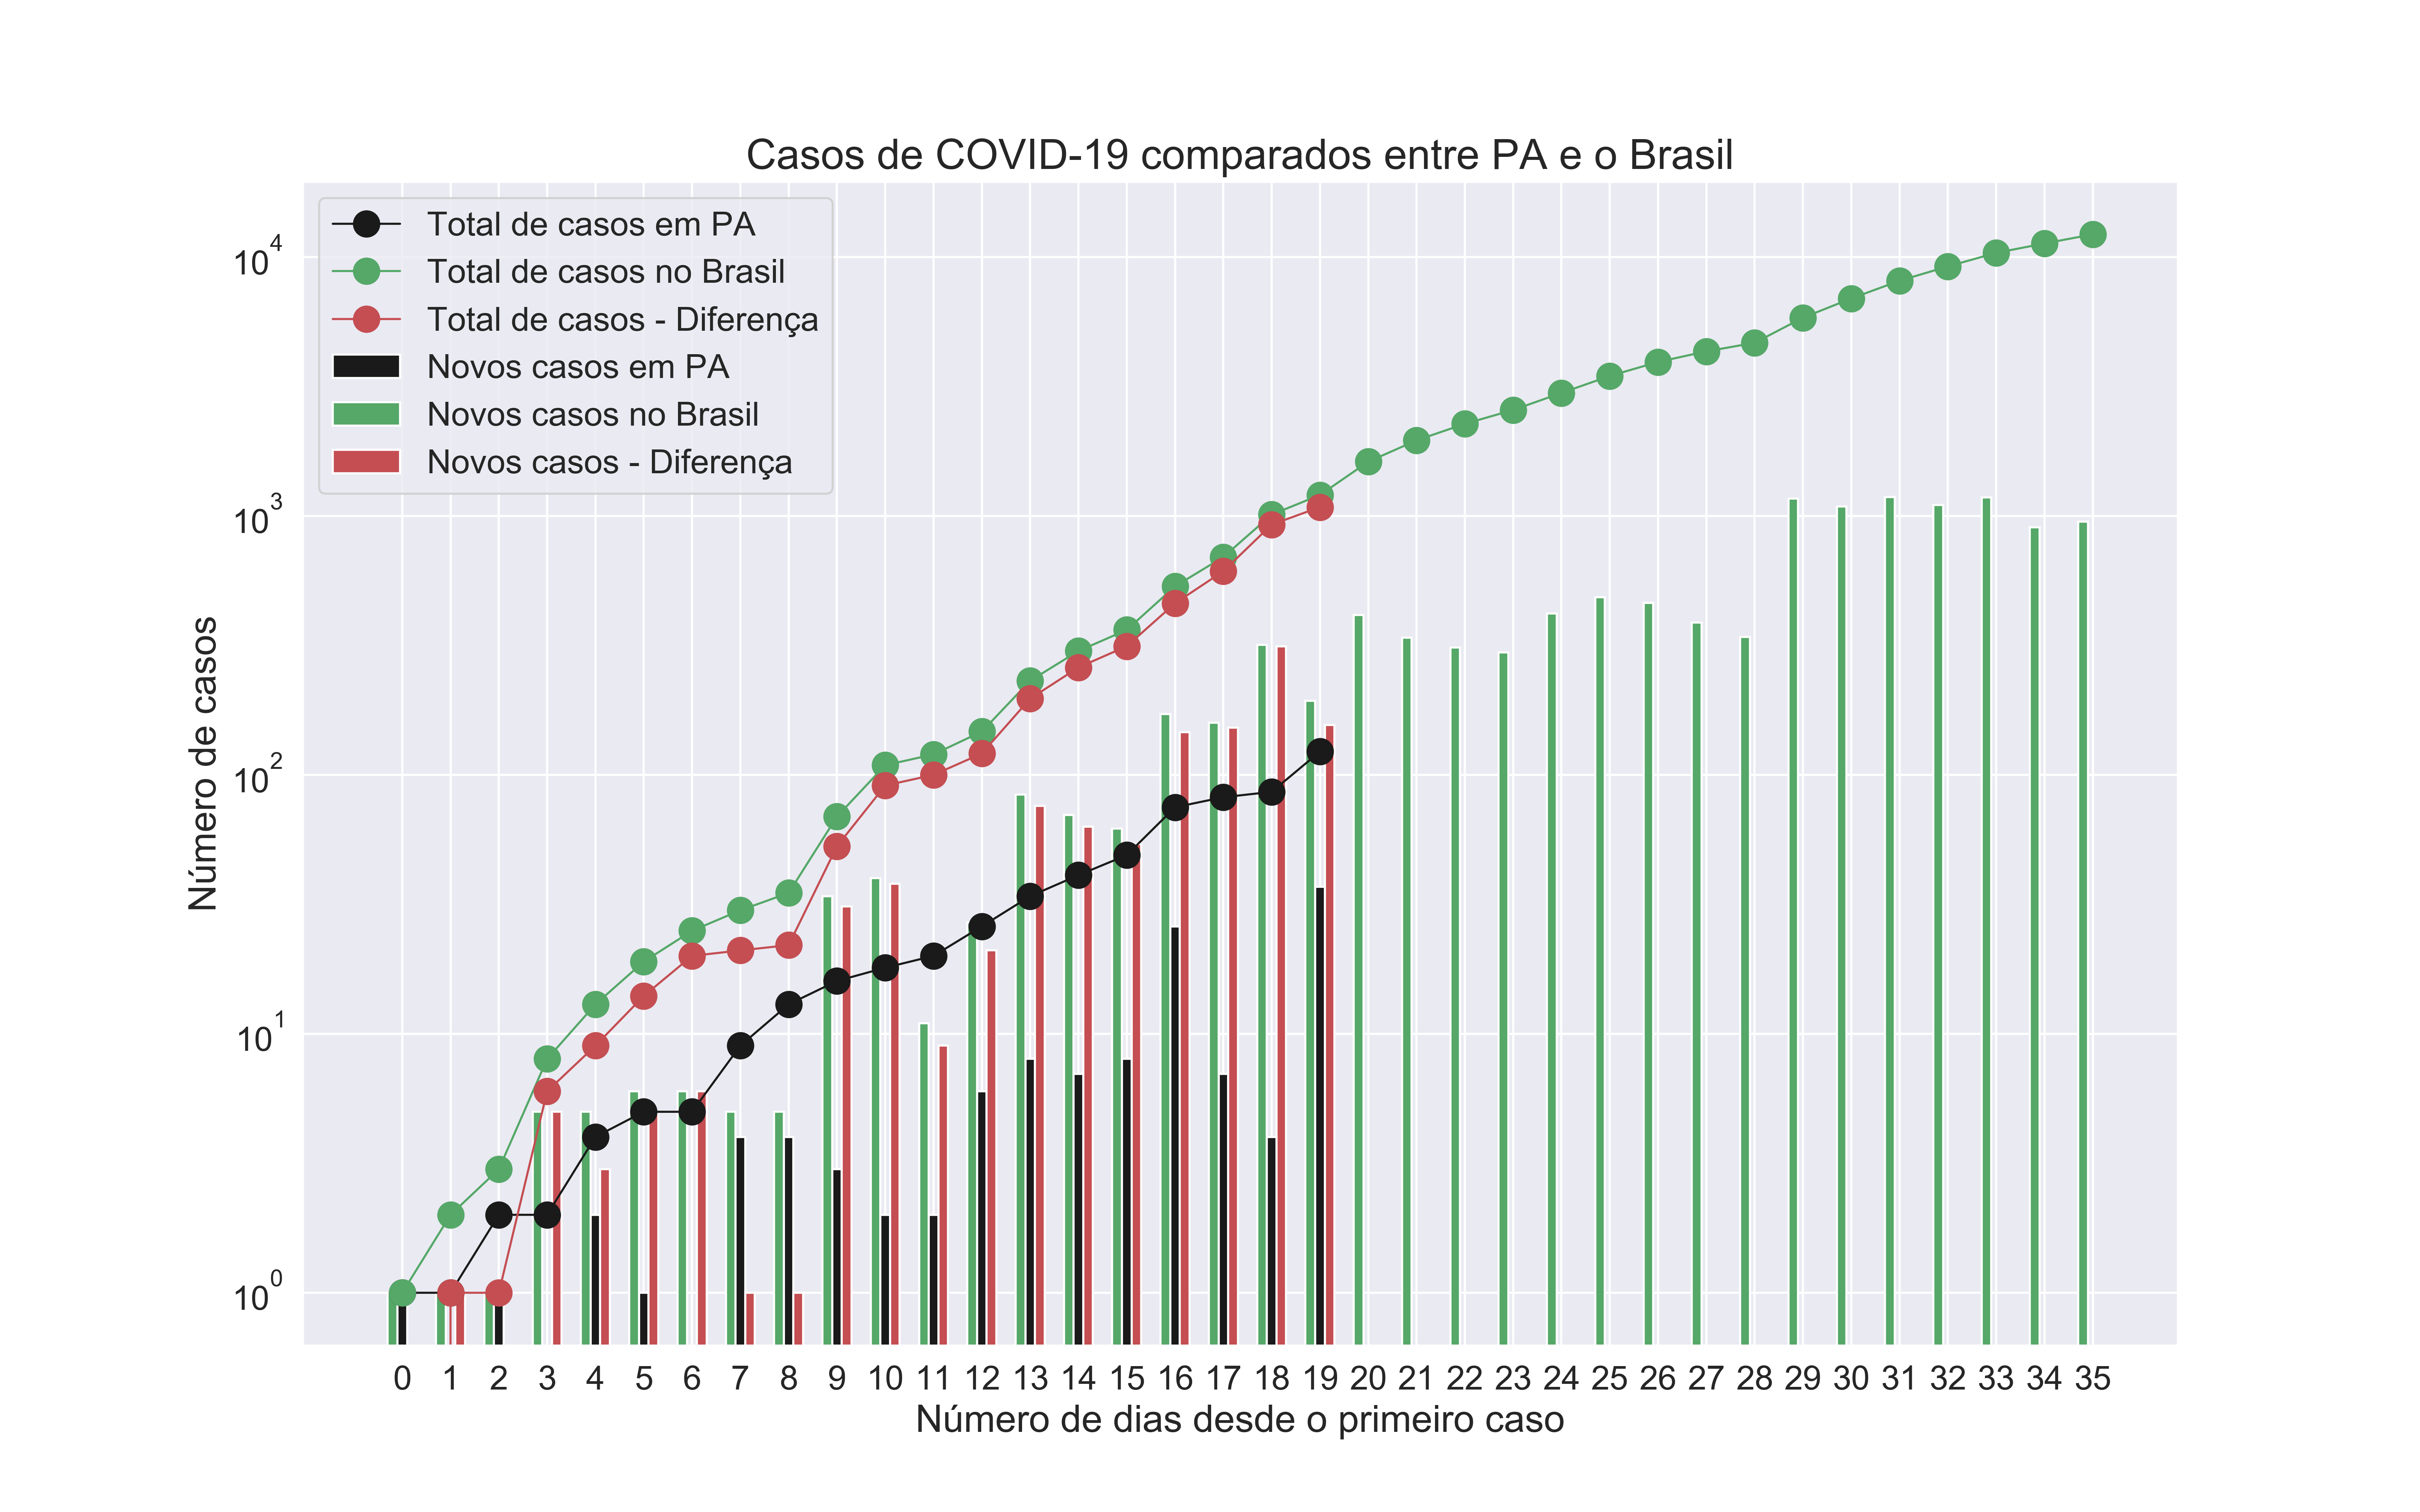 Casos de COVID-19 comparados entre PA e o Brasil
Total de casos em PA
Total de casos no Brasil
Total de casos - Diferença
Novos casos em PA
Novos casos no Brasil
Novos casos - Diferença
Número de casos
10^4
10^3
10^2
10^1
10^0
0 1 2 3 4 5 6 7 8 9 10 11 12 13 14 15 16 17 18 19 20 21 22 23 24 25 26 27 28 29 30 31 32 33 34 35
Número de dias desde o primeiro caso